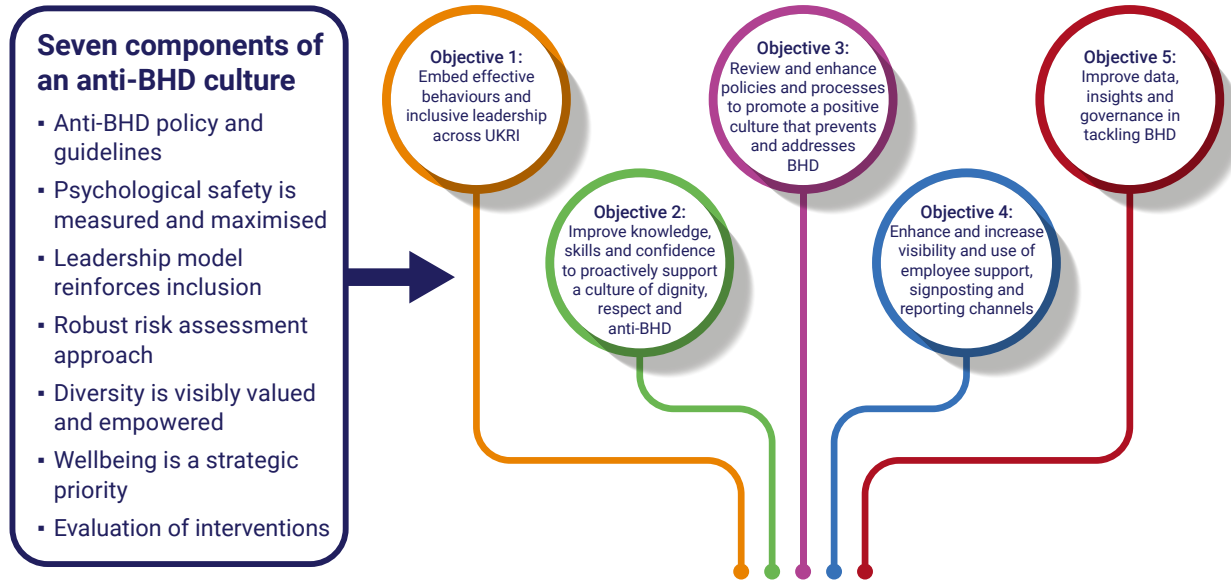 Seven components of
an anti-BHD culture
▪ Anti-BHD policy and
guidelines
▪ Psychological safety is
measured and maximised
▪ Leadership model
reinforces inclusion
▪ Robust risk assessment
approach
▪ Diversity is visibly valued
and empowered
▪ Wellbeing is a strategic
priority
▪ Evaluation of interventions
Objective 1:
Embed effective
behaviours and
inclusive leadership
across UKRI
Objective 2:
Improve knowledge,
skills and confidence
to proactively support
a culture of dignity,
respect and
anti-BHD
Objective 3:
Review and enhance
policies and processes
to promote a positive
culture that prevents
and addresses
BHD
Objective 4:
Enhance and increase
visibility and use of
employee support,
signposting and
reporting channels
Objective 5:
Improve data,
insights and
governance in
tackling BHD